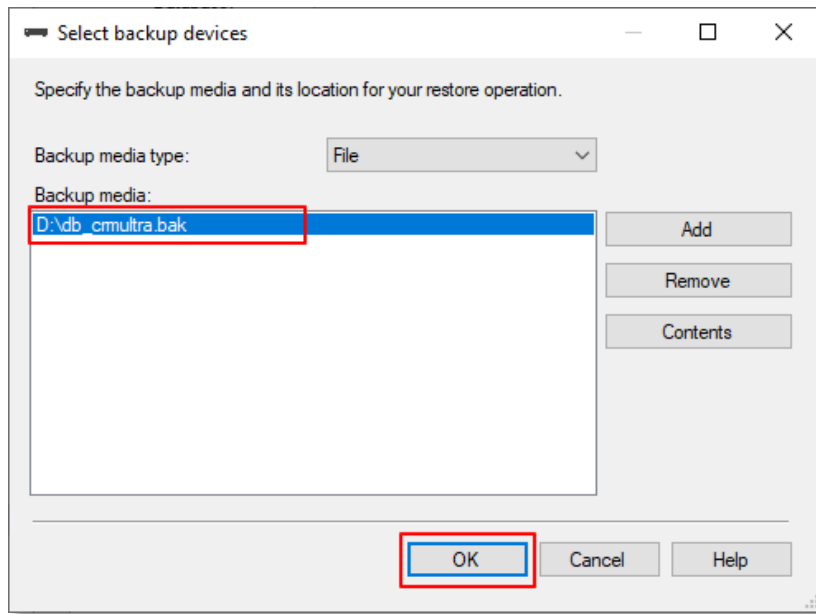 Select backup devices
Specify the backup media and its location for your restore operation.
Backup media type:
File
Backup media:
D:\db_crmultra.bak
Add
Remove
Contents
OK
Cancel
Help